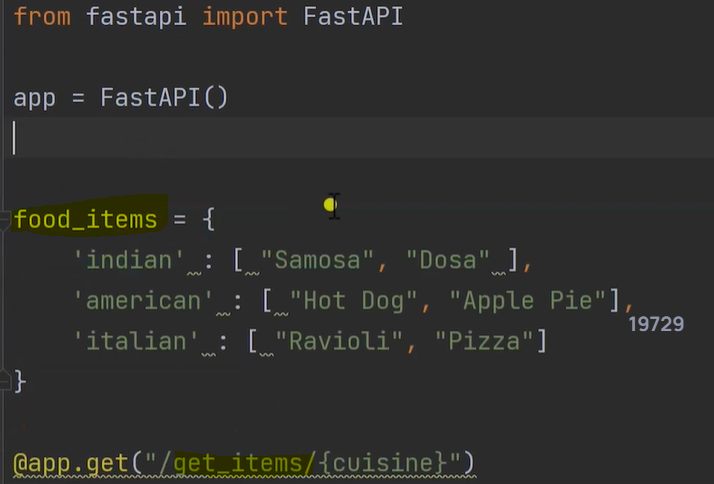 from fastapi import FastAPI
app = FastAPI()
food_items = {
'indian' : [ "Samosa", "Dosa" ],
'american' : [ "Hot Dog", "Apple Pie"],
19729
'italian' : [ "Ravioli", "Pizza"]
}
@app.get("/get_items/{cuisine}")